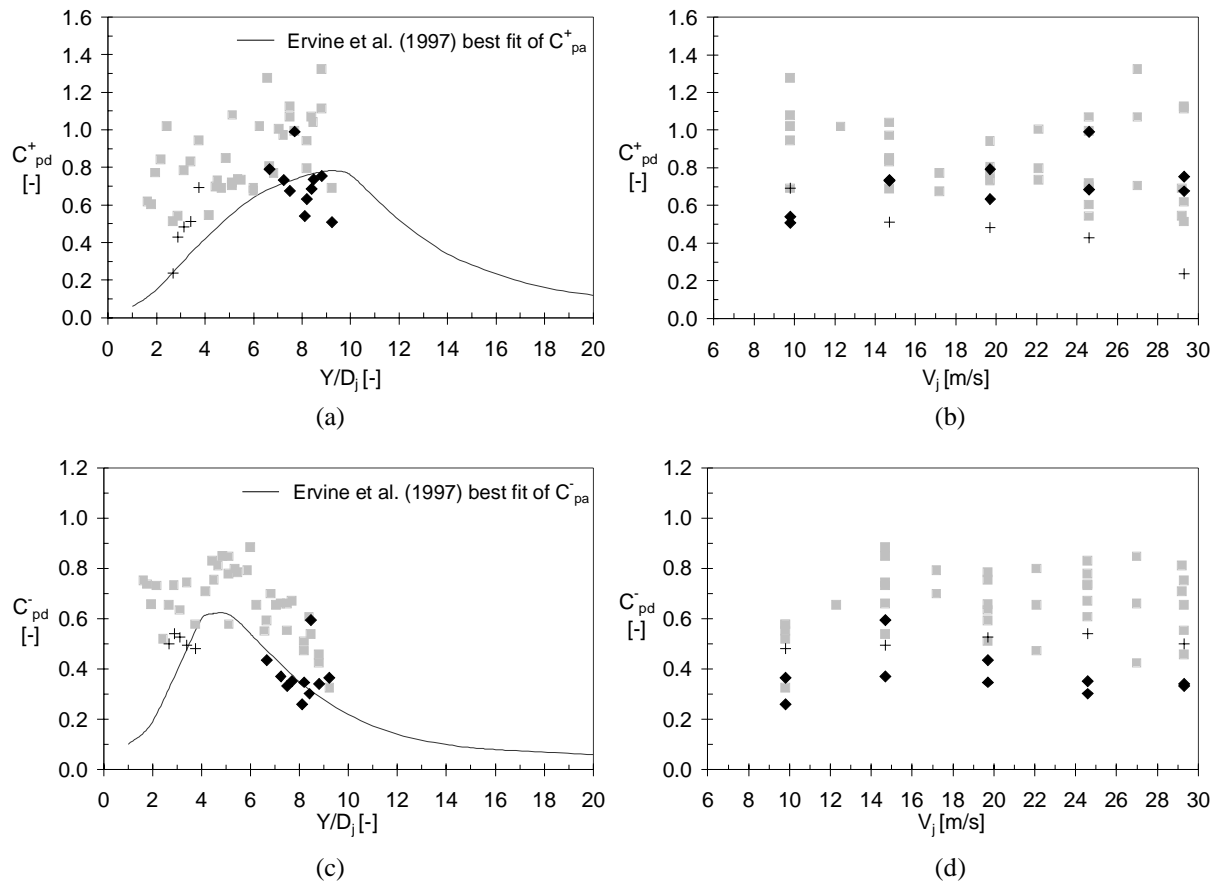 1.6
1.4
1.2
1.0
0.8
0.6
0.4
0.2
0.0
C+pd
[-]
Ervine et al. (1997) best fit of C+pa
0 2 4 6 8 10 12 14 16 18 20
Y/Dj [-]
(a)
1.6
1.4
1.2
1.0
0.8
0.6
0.4
0.2
0.0
C+pd
[-]
6 8 10 12 14 16 18 20 22 24 26 28 30
Vj [m/s]
(b)
1.2
1.0
0.8
0.6
0.4
0.2
0.0
C-pd
[-]
Ervine et al. (1997) best fit of C-pa
0 2 4 6 8 10 12 14 16 18 20
Y/Dj [-]
(c)
1.2
1.0
0.8
0.6
0.4
0.2
0.0
C-pd
[-]
6 8 10 12 14 16 18 20 22 24 26 28 30
Vj [m/s]
(d)